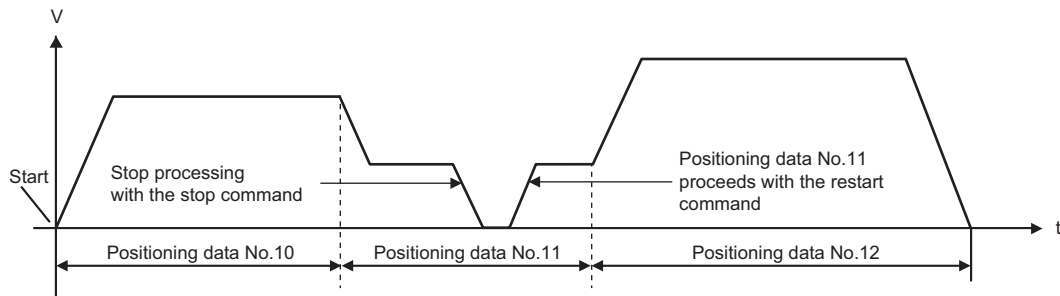 V
Start
Stop processing
with the stop command
Positioning data No.11
proceeds with the restart
command
t
Positioning data No.10
Positioning data No.11
Positioning data No.12